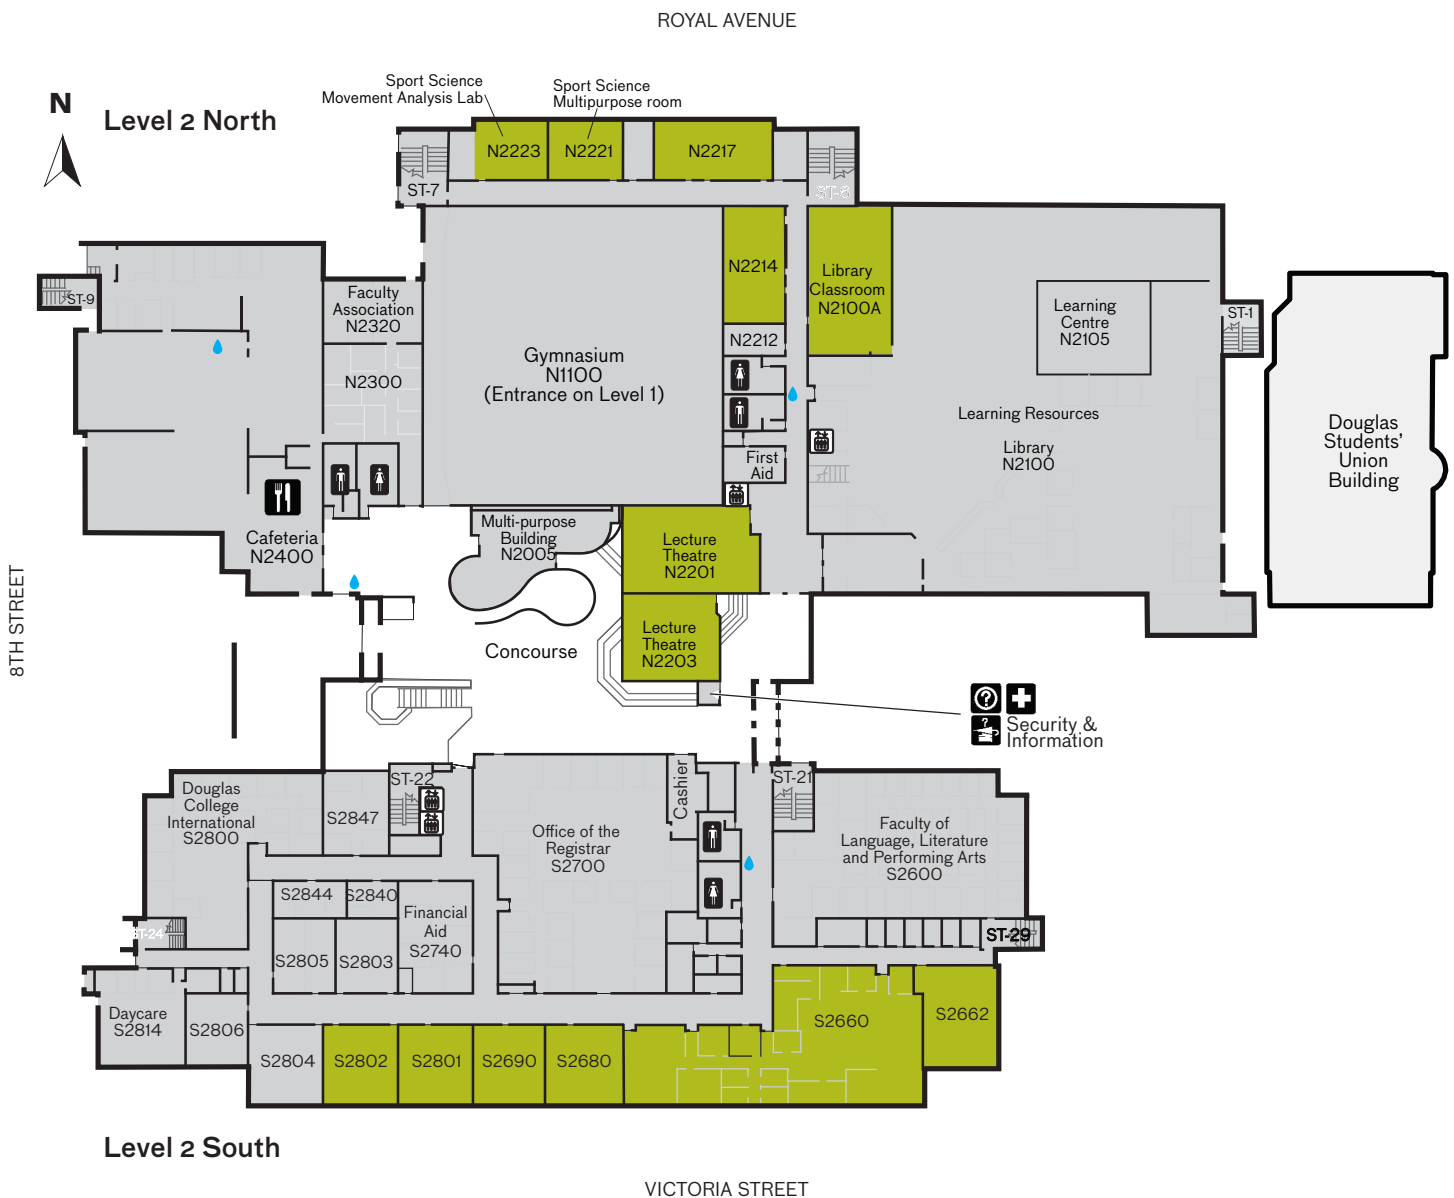 ROYAL AVENUE
N
Level 2 North
Sport Science
Movement Analysis Lab
Sport Science
Multipurpose room
N2223
N2221
N2217
ST-7
ST-6
N2214
Library
Classroom
N2100A
ST-9
Faculty
Association
N2320
Learning
Centre
N2105
ST-1
N2212
Gymnasium
N1100
(Entrance on Level 1)
N2300
Learning Resources
Library
N2100
Douglas
Students'
Union
Building
First
Aid
Cafeteria
N2400
Multi-purpose
Building
N2005
Lecture
Theatre
N2201
Lecture
Theatre
N2203
Concourse
8TH STREET
?
?
Security &
Information
Douglas
College
International
S2800
S2847
ST-22
Cashier
ST-21
Office of the
Registrar
S2700
Faculty of
Language, Literature
and Performing Arts
S2600
S2844
S2840
Financial
Aid
S2740
ST-24
ST-29
S2805
S2803
Daycare
S2814
S2806
S2660
S2662
S2804
S2802
S2801
S2690
S2680
Level 2 South
VICTORIA STREET